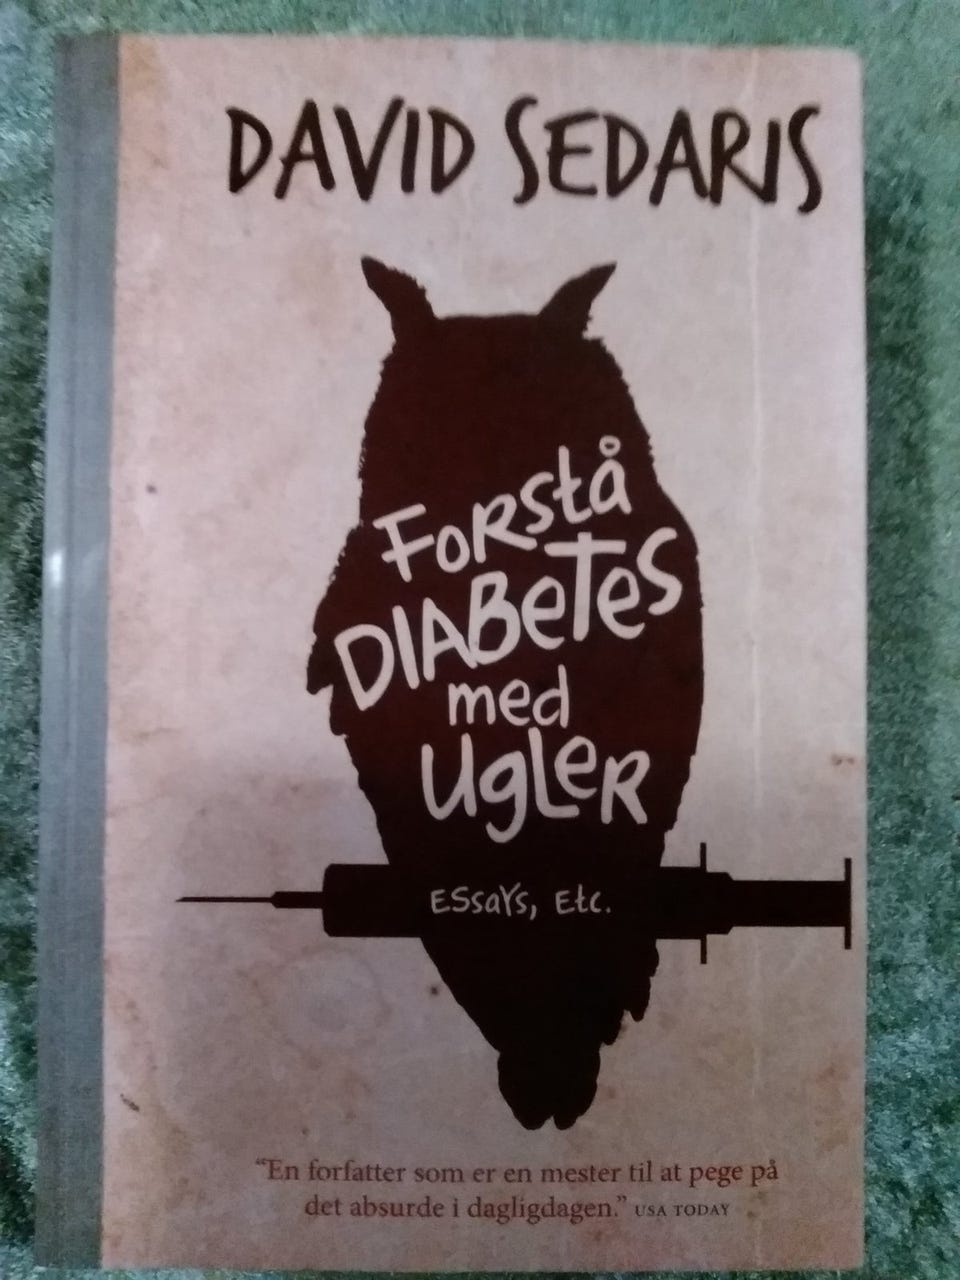 DAVID SEDARIS
Forstå
DIABeTes
med
UgLeR
Essays, Etc.
“En forfatter som er en mester til at pege på
det absurde i dagligdagen.” USA TODAY